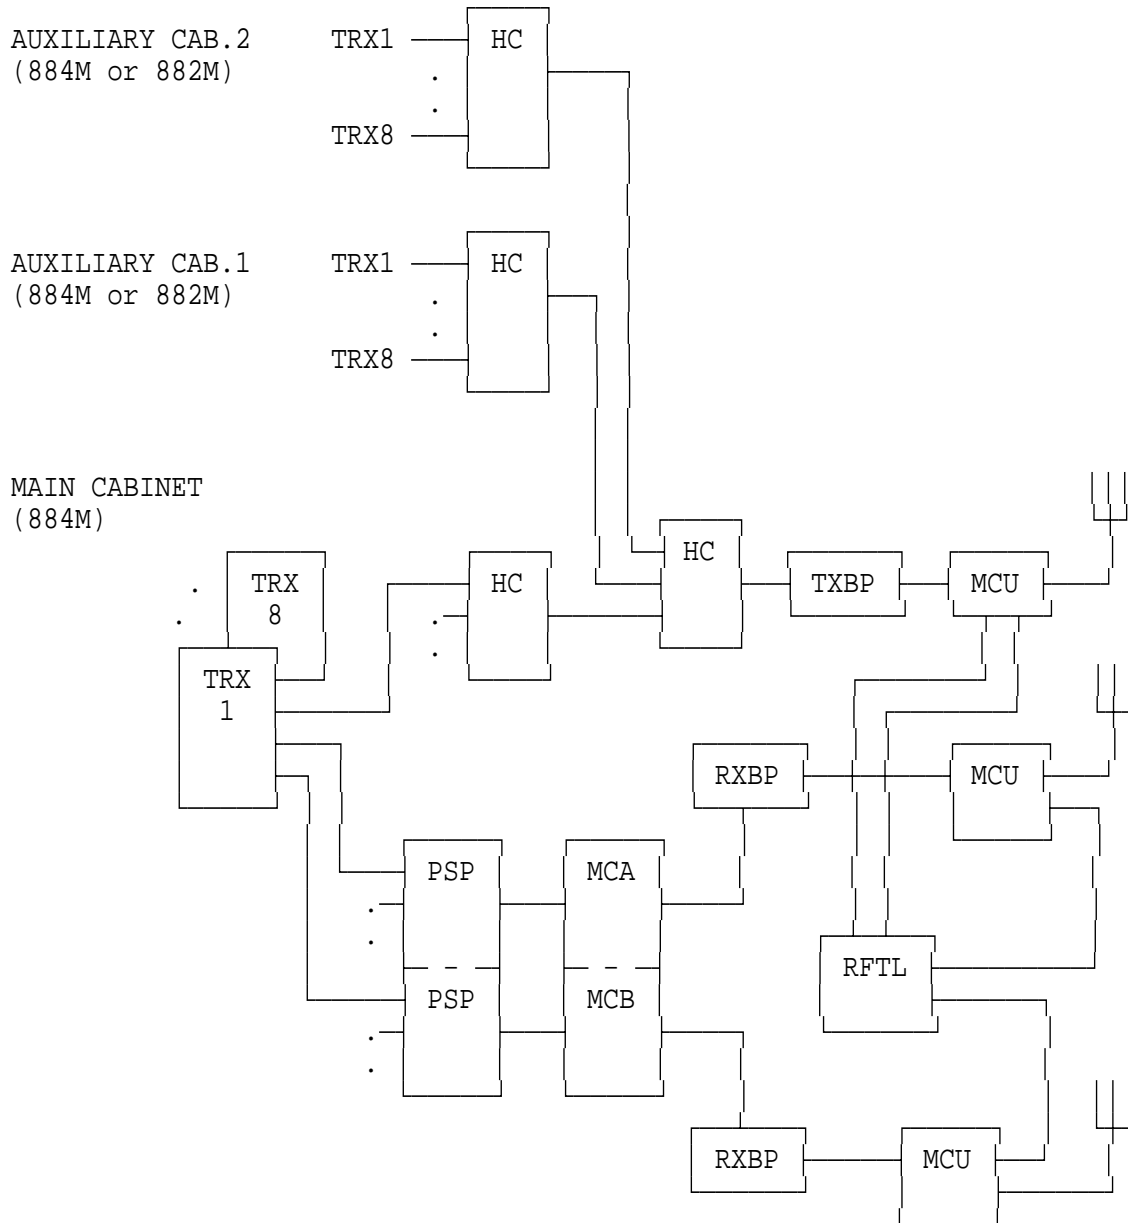 AUXILIARY CAB.2 TRX1 HC
(884M or 882M) .
.
TRX8
AUXILIARY CAB.1 TRX1 HC
(884M or 882M) .
.
TRX8
MAIN CABINET
(884M)
HC
. TRX HC TXBP MCU
. 8 .
.
TRX
1
RXBP MCU
PSP MCA
.
.
RFTL
PSP MCB
.
.
RXBP MCU